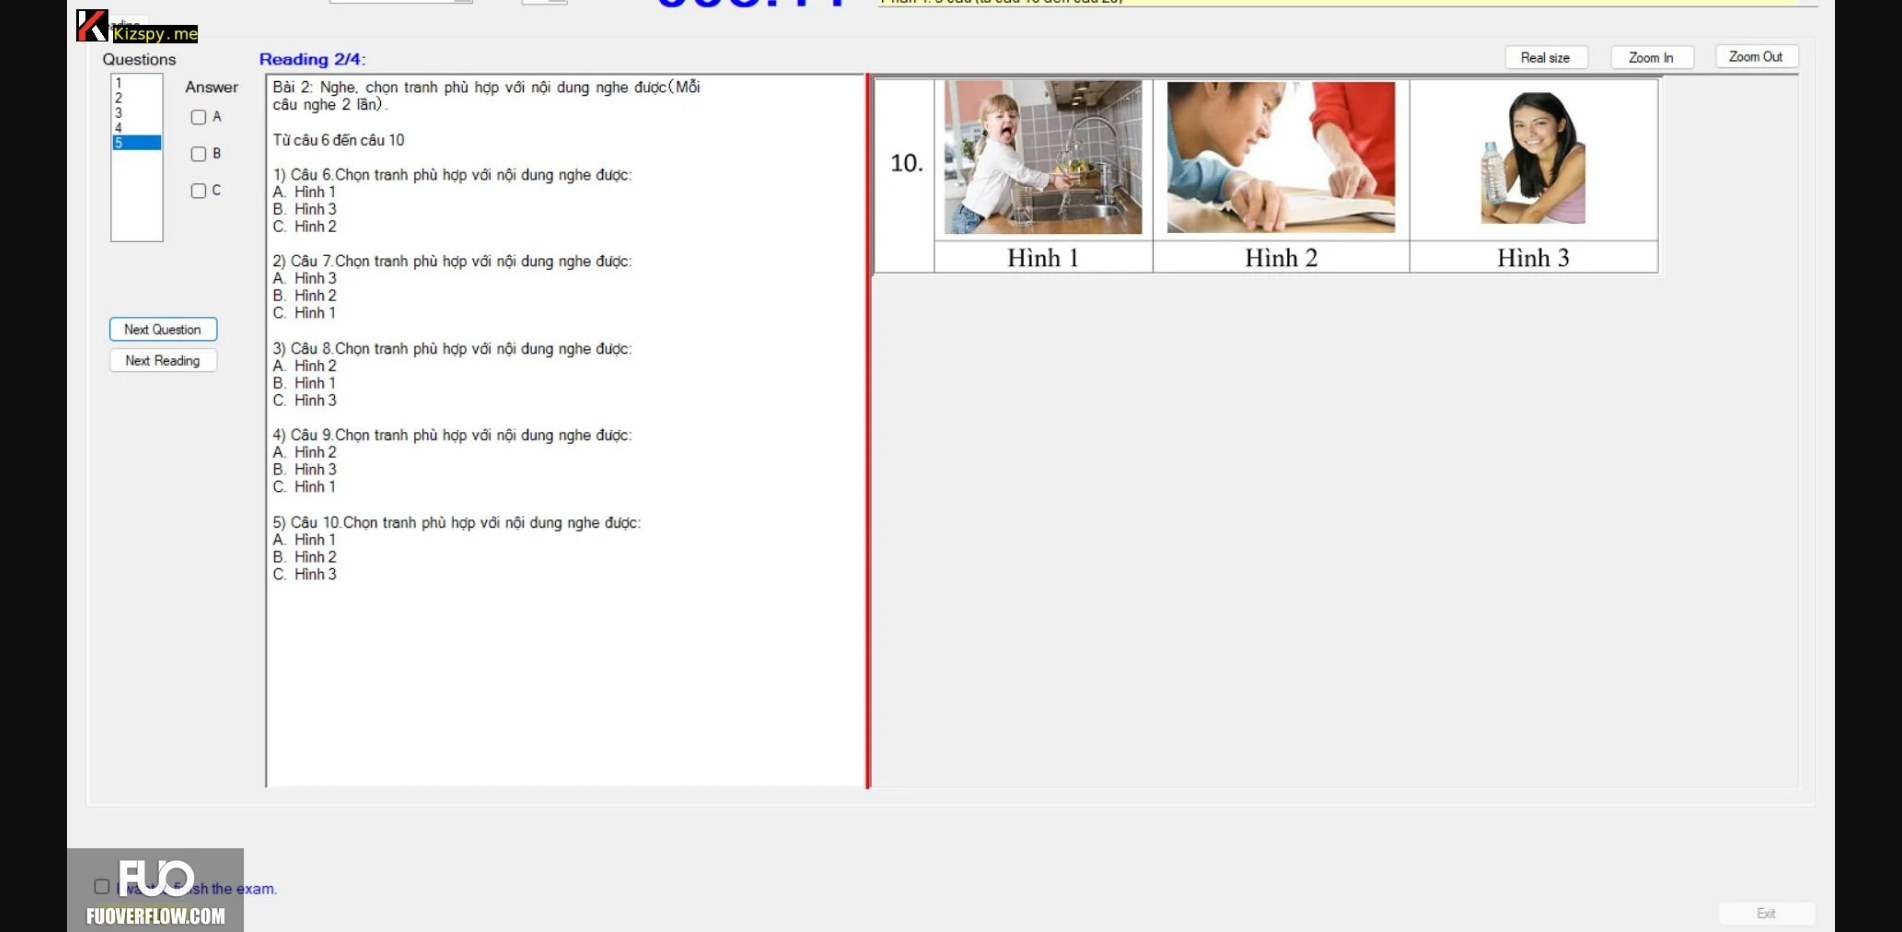 Kizspy.me
Questions
Reading 2/4:
Real size
Zoom In
Zoom Out
1
2
3
4
5
Answer
A
B
C
Next Question
Next Reading
Bài 2: Nghe, chọn tranh phù hợp với nội dung nghe được(Mỗi
câu nghe 2 lần).
Từ câu 6 đến câu 10
1) Câu 6.Chọn tranh phù hợp với nội dung nghe được:
A. Hình 1
B. Hình 3
C. Hình 2
2) Câu 7.Chọn tranh phù hợp với nội dung nghe được:
A. Hình 3
B. Hình 2
C. Hình 1
3) Câu 8.Chọn tranh phù hợp với nội dung nghe được:
A. Hình 2
B. Hình 1
C. Hình 3
4) Câu 9.Chọn tranh phù hợp với nội dung nghe được:
A. Hình 2
B. Hình 3
C. Hình 1
5) Câu 10.Chọn tranh phù hợp với nội dung nghe được:
A. Hình 1
B. Hình 2
C. Hình 3
10.
Hình 1
Hình 2
Hình 3
FUO
finish the exam.
FUOVERFLOW.COM
Exit